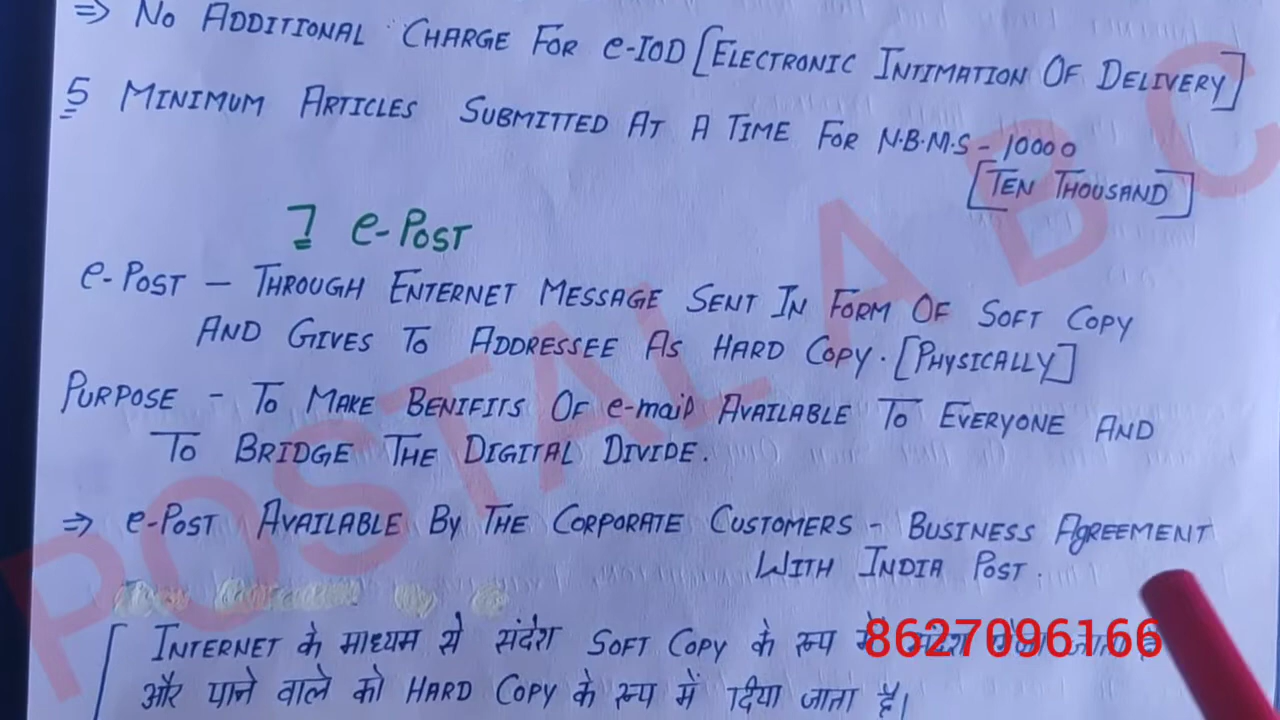 ⇒ No ADDITIONAL CHARGE FOR e-IOD [ELECTRONIC INTIMATION OF DELIVERY]
5 MINIMUM ARTICLES SUBMITTED AT A TIME FOR N.B.M.S - 10000
[TEN THOUSAND]
7 e-POST
e-POST — THROUGH ENTERNET MESSAGE SENT IN FORM OF SOFT COPY
AND GIVES TO ADDRESSEE AS HARD COPY. [PHYSICALLY]
PURPOSE - TO MAKE BENIFITS OF e-mail AVAILABLE TO EVERYONE AND
TO BRIDGE THE DIGITAL DIVIDE.
⇒ e-POST AVAILABLE BY THE CORPORATE CUSTOMERS - BUSINESS AgREEMENT
WITH INDIA POST.
[INTERNET के माध्यम से संदेश SOFT COPY के रूप में
8627096166
और पाने वाले को HARD COPY के रूप में दिया जाता है।
POSTAL A B C